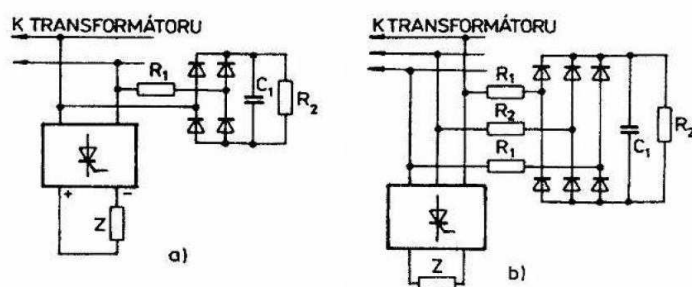 K TRANSFORMÁTORU
R₁
C₁
R₂
+
−
Z
a)
K TRANSFORMÁTORU
R₁
R₂
R₁
C₁
R₂
Z
b)